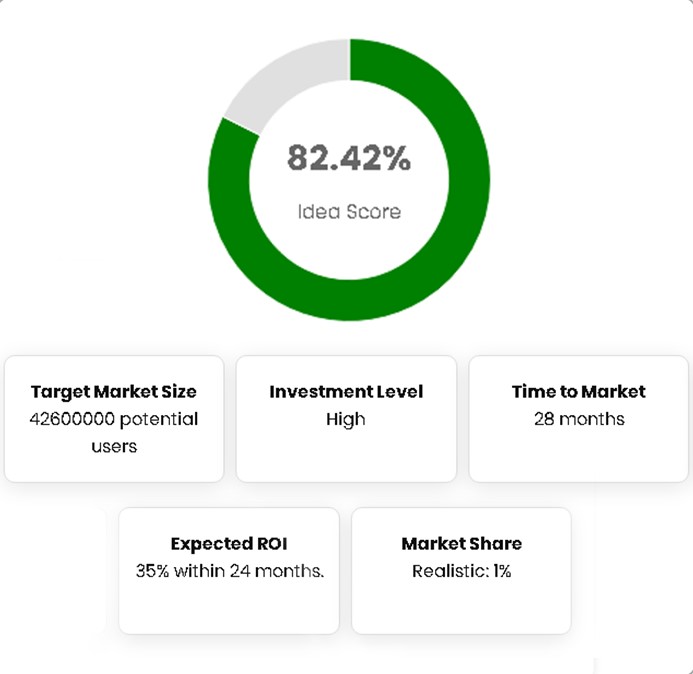 82.42%
Idea Score
Target Market Size
42600000 potential
users
Investment Level
High
Time to Market
28 months
Expected ROI
35% within 24 months.
Market Share
Realistic: 1%